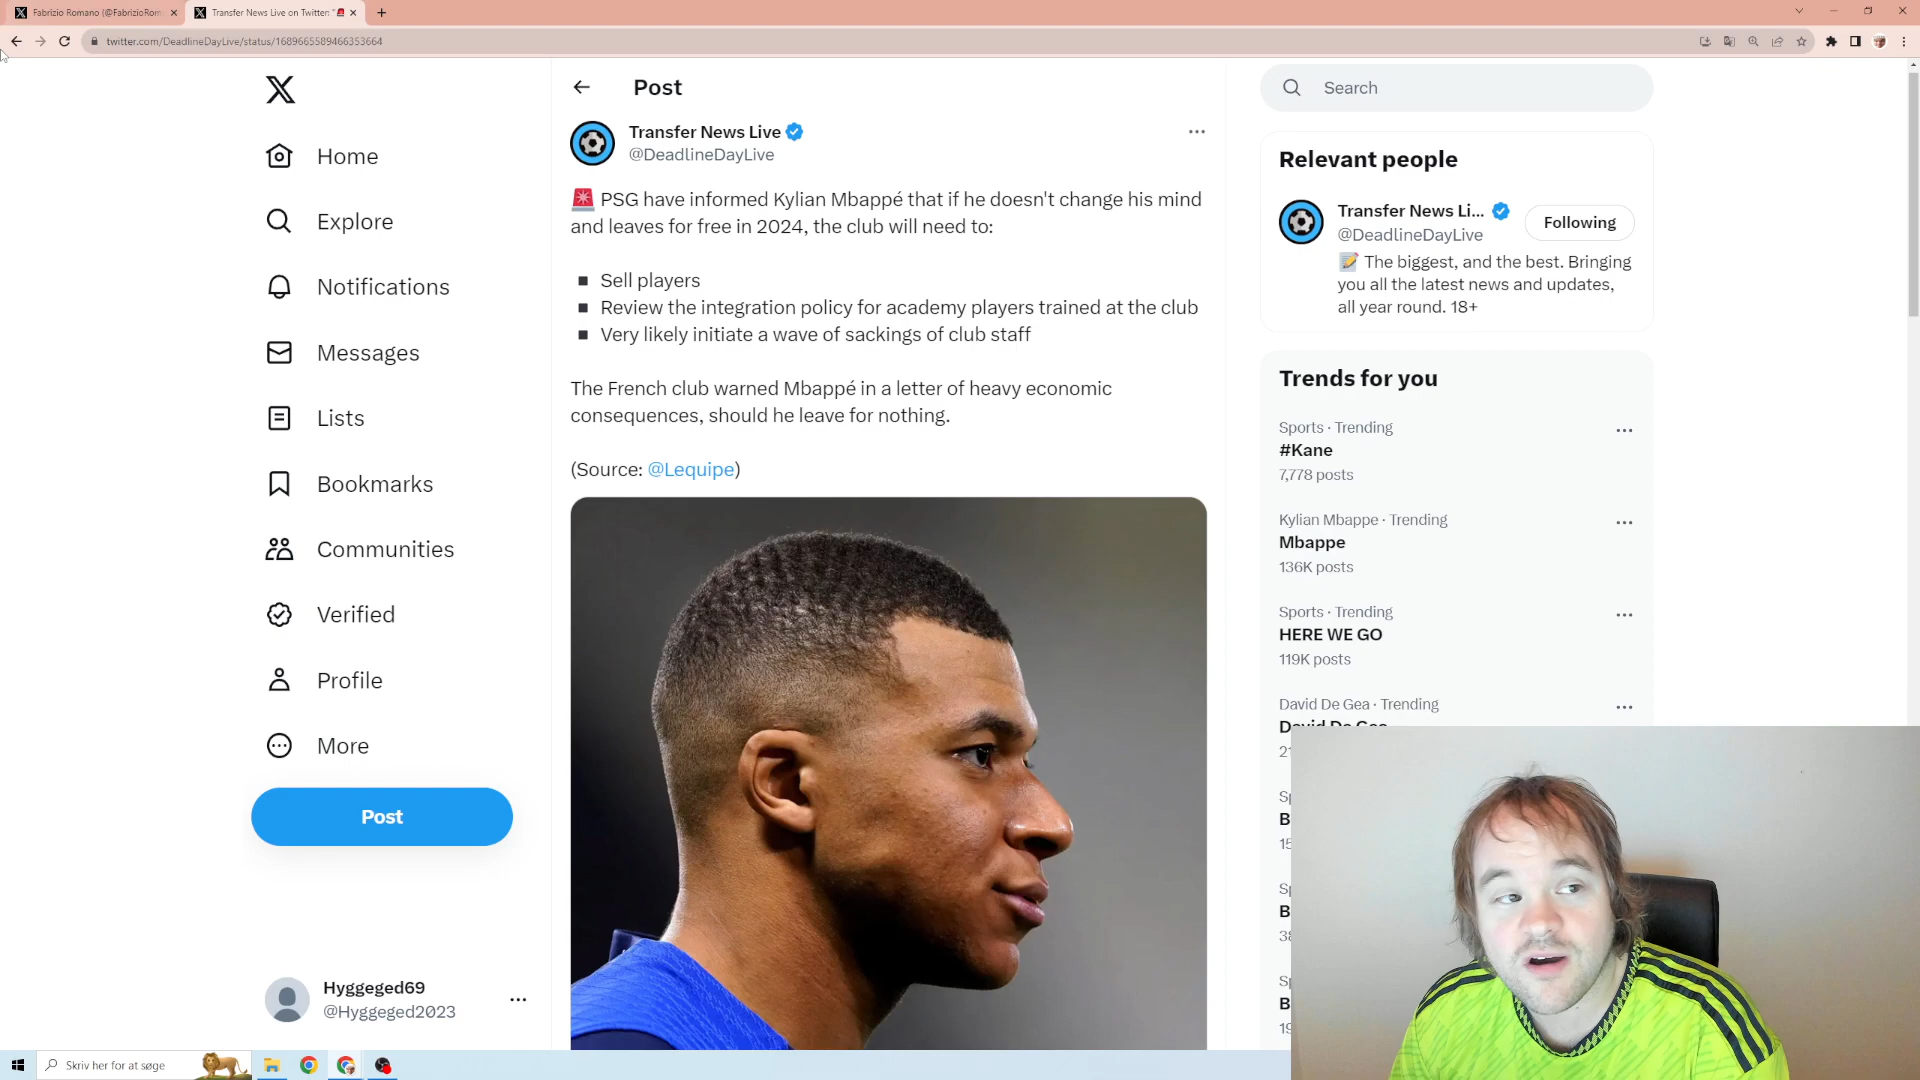 Fabrizio Romano (@FabrizioRom
Transfer News Live on Twitter: "🚨
twitter.com/DeadlineDayLive/status/1689665589466353664
Home
Explore
Notifications
Messages
Lists
Bookmarks
Communities
Verified
Profile
More
Post
Hyggeged69
@Hyggeged2023
Post
Transfer News Live
@DeadlineDayLive
🚨 PSG have informed Kylian Mbappé that if he doesn't change his mind
and leaves for free in 2024, the club will need to:
▪ Sell players
▪ Review the integration policy for academy players trained at the club
▪ Very likely initiate a wave of sackings of club staff
The French club warned Mbappé in a letter of heavy economic
consequences, should he leave for nothing.
(Source: @Lequipe)
Search
Relevant people
Transfer News Li...
@DeadlineDayLive
Following
📝 The biggest, and the best. Bringing
you all the latest news and updates,
all year round. 18+
Trends for you
Sports · Trending
#Kane
7,778 posts
Kylian Mbappe · Trending
Mbappe
136K posts
Sports · Trending
HERE WE GO
119K posts
David De Gea · Trending
David De Gea
Skriv her for at søge